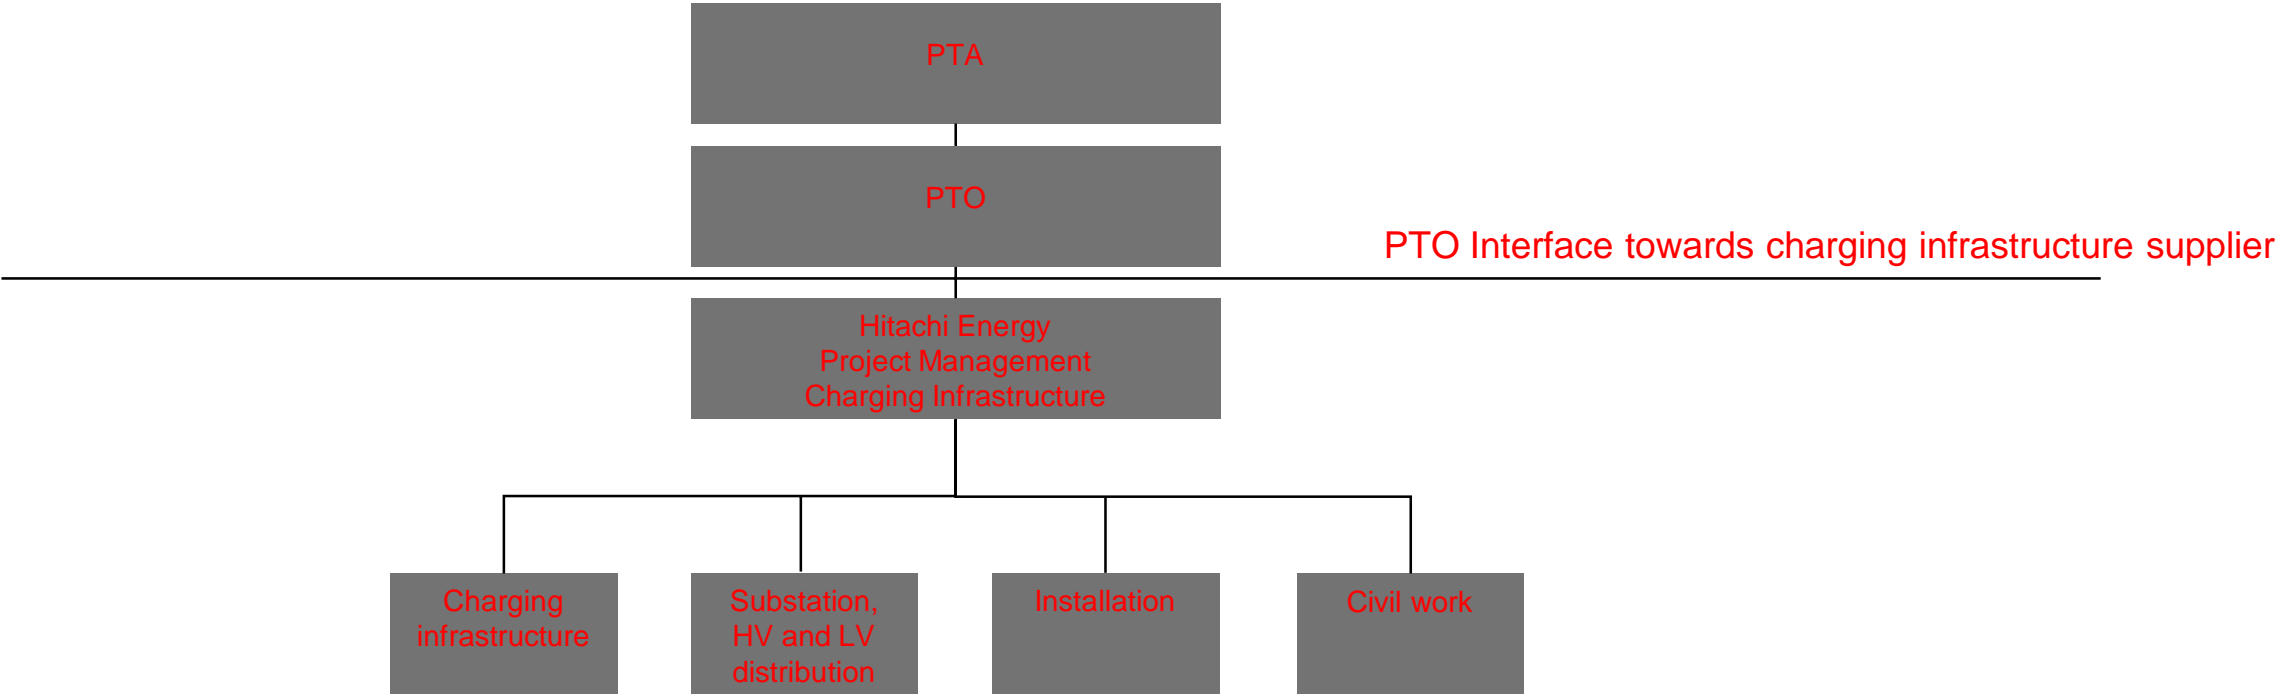 PTA
PTO
PTO Interface towards charging infrastructure supplier
Hitachi Energy
Project Management
Charging Infrastructure
Charging
infrastructure
Substation,
HV and LV
distribution
Installation
Civil work